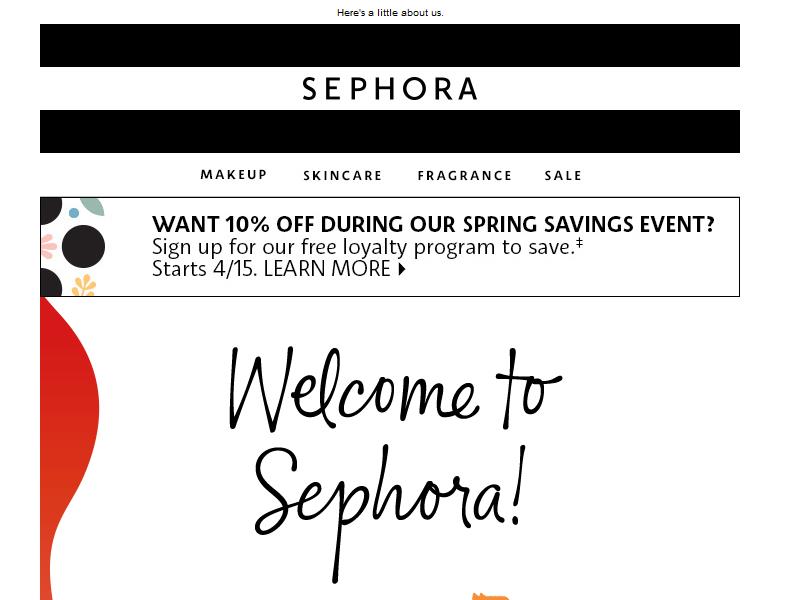 Here's a little about us.
SEPHORA
MAKEUP SKINCARE FRAGRANCE SALE
WANT 10% OFF DURING OUR SPRING SAVINGS EVENT?
Sign up for our free loyalty program to save.‡
Starts 4/15. LEARN MORE
Welcome to
Sephora!